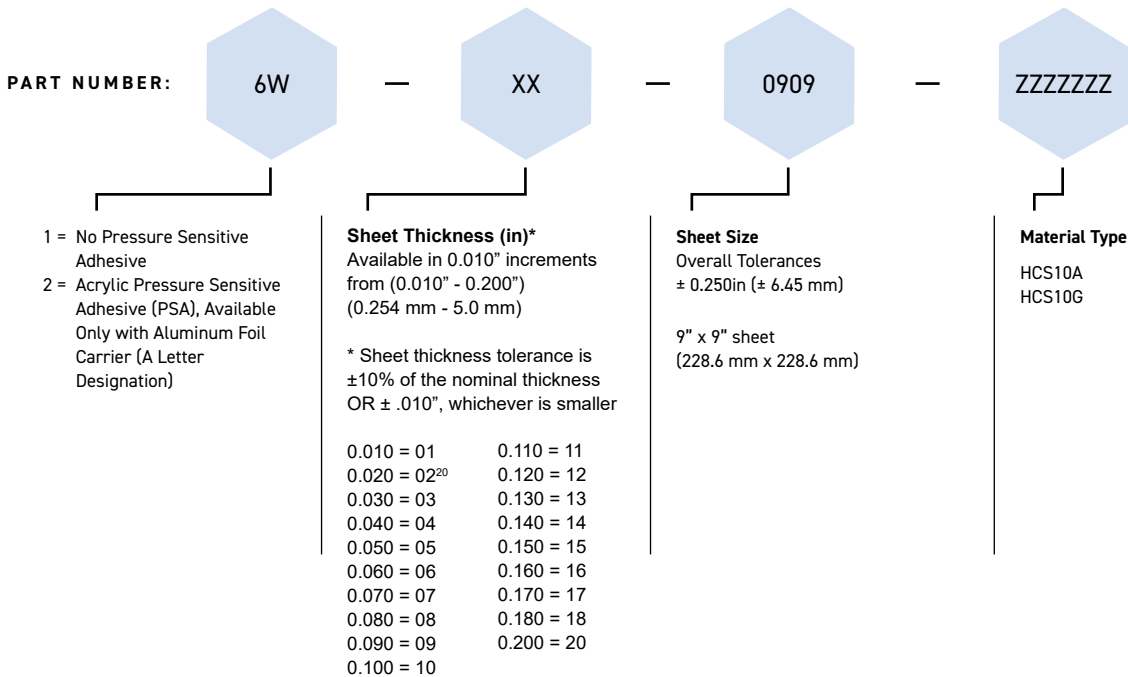 PART NUMBER: 6W — XX — 0909 — ZZZZZZZ
1 = No Pressure Sensitive
Adhesive
2 = Acrylic Pressure Sensitive
Adhesive (PSA), Available
Only with Aluminum Foil
Carrier (A Letter
Designation)
Sheet Thickness (in)*
Available in 0.010” increments
from (0.010" - 0.200”)
(0.254 mm - 5.0 mm)
* Sheet thickness tolerance is
±10% of the nominal thickness
OR ± .010”, whichever is smaller
0.010 = 01
0.020 = 02²⁰
0.030 = 03
0.040 = 04
0.050 = 05
0.060 = 06
0.070 = 07
0.080 = 08
0.090 = 09
0.100 = 10
0.110 = 11
0.120 = 12
0.130 = 13
0.140 = 14
0.150 = 15
0.160 = 16
0.170 = 17
0.180 = 18
0.200 = 20
Sheet Size
Overall Tolerances
± 0.250in (± 6.45 mm)
9” x 9” sheet
(228.6 mm x 228.6 mm)
Material Type
HCS10A
HCS10G